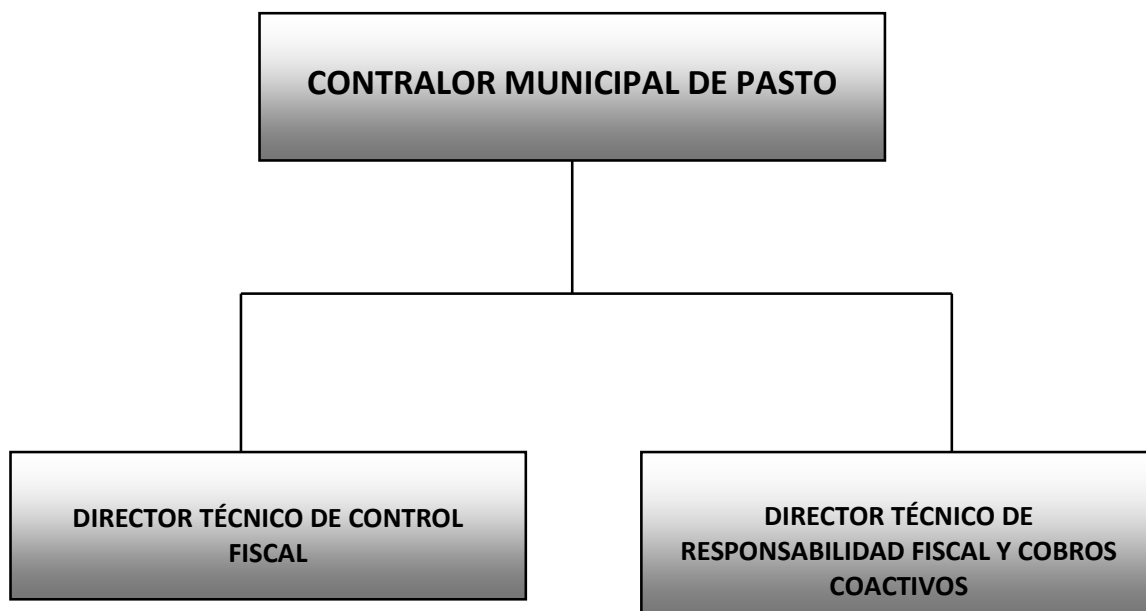 CONTRALOR MUNICIPAL DE PASTO
DIRECTOR TÉCNICO DE CONTROL
FISCAL
DIRECTOR TÉCNICO DE
RESPONSABILIDAD FISCAL Y COBROS
COACTIVOS